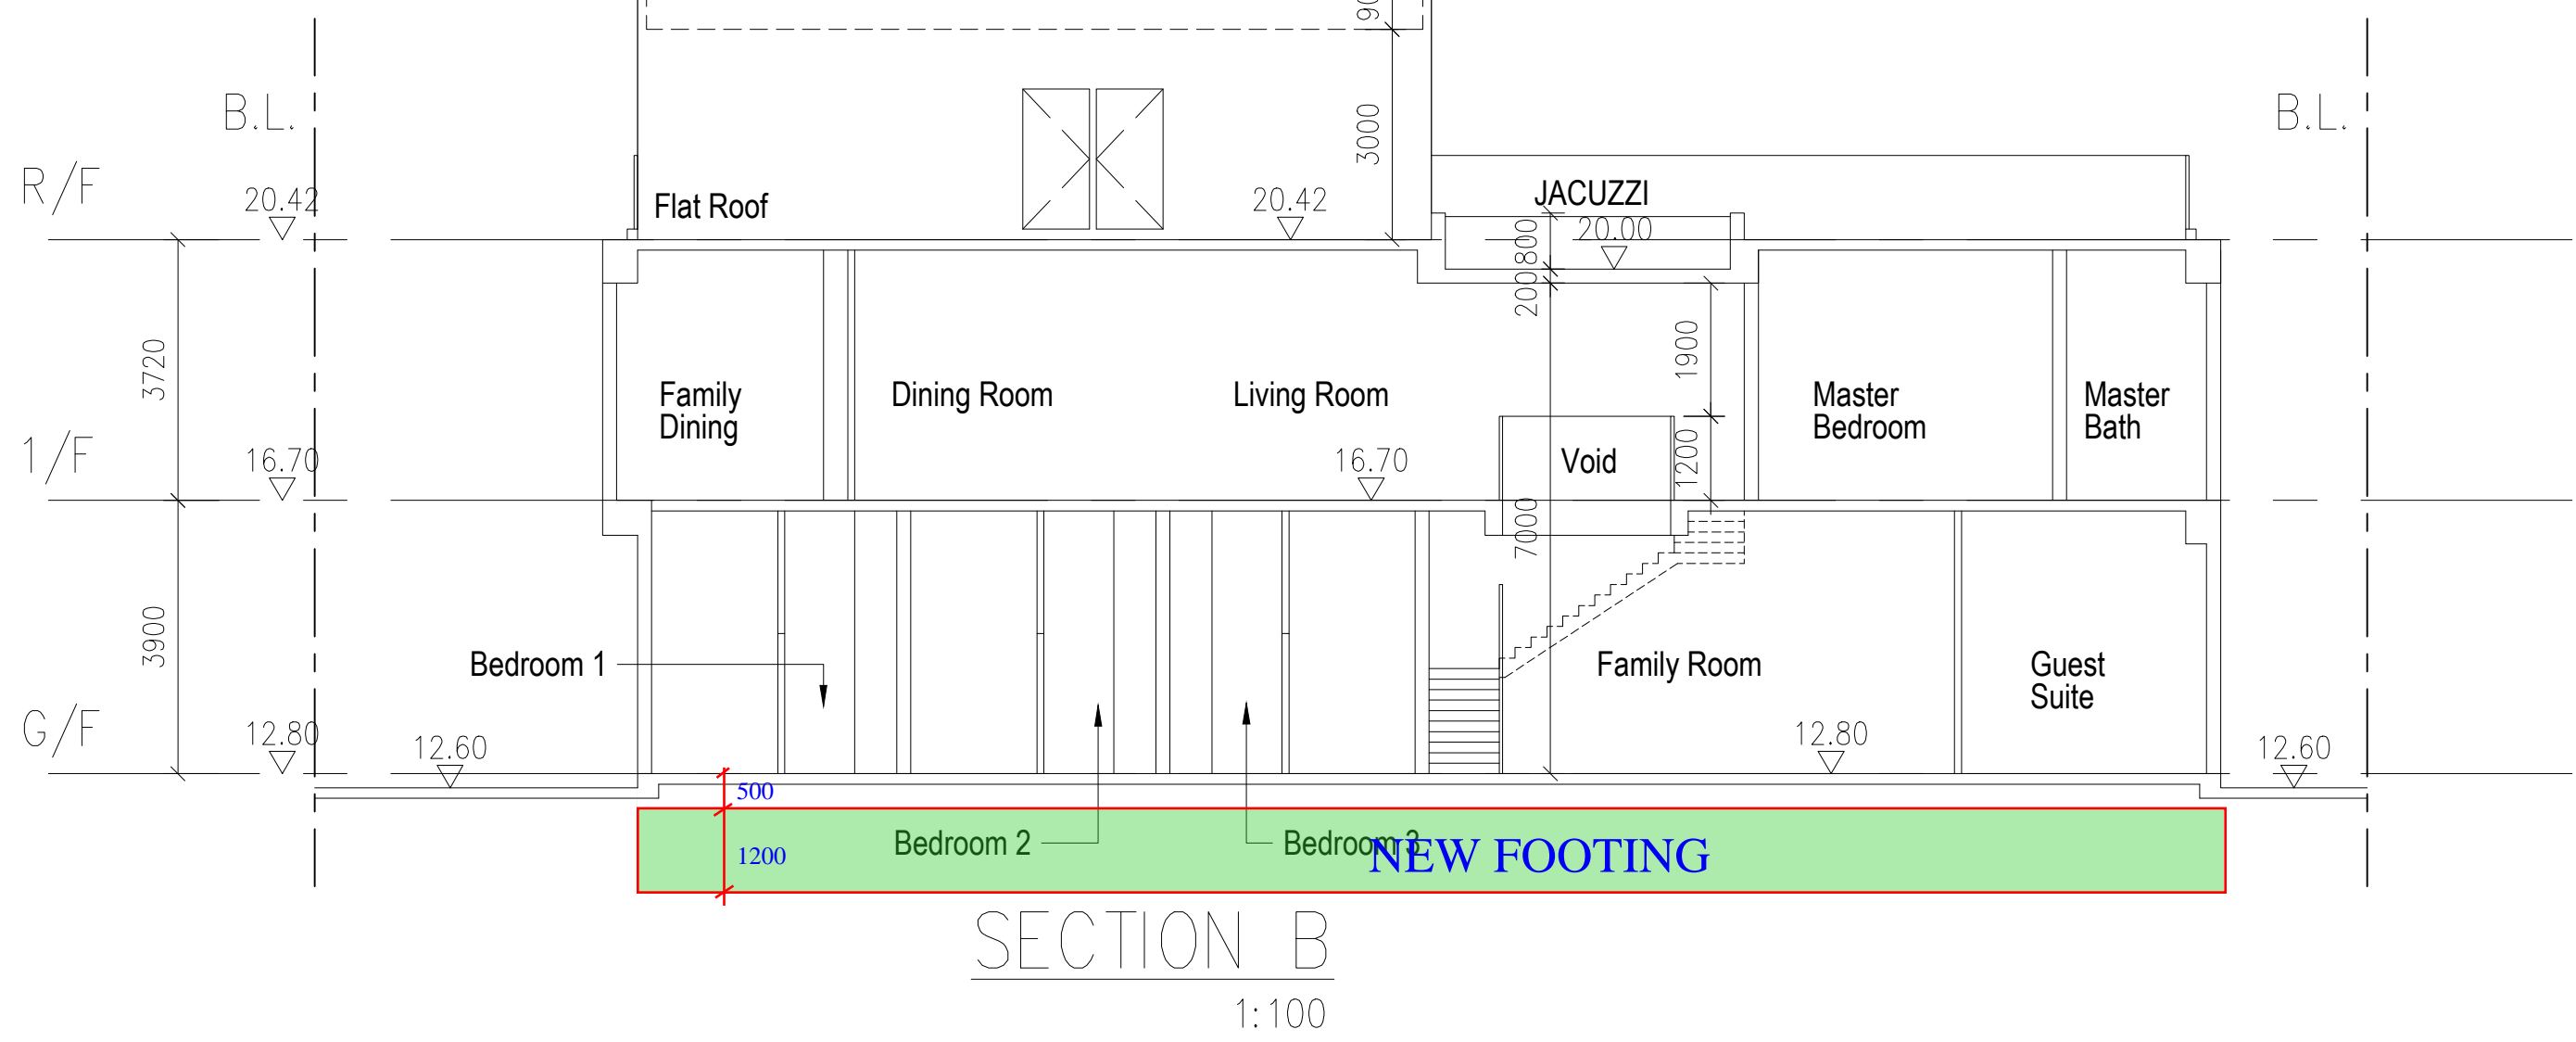 90
B.L.
B.L.
3000
R/F
20.42
Flat Roof
20.42
JACUZZI
20.00
800
200
3720
1900
Family
Dining
Dining Room
Living Room
Master
Bedroom
Master
Bath
1/F
16.70
16.70
Void
1200
7000
3900
Bedroom 1
Family Room
Guest
Suite
G/F
12.80
12.60
12.80
12.60
500
Bedroom 2
Bedroom 3
1200
NEW FOOTING
SECTION B
1:100